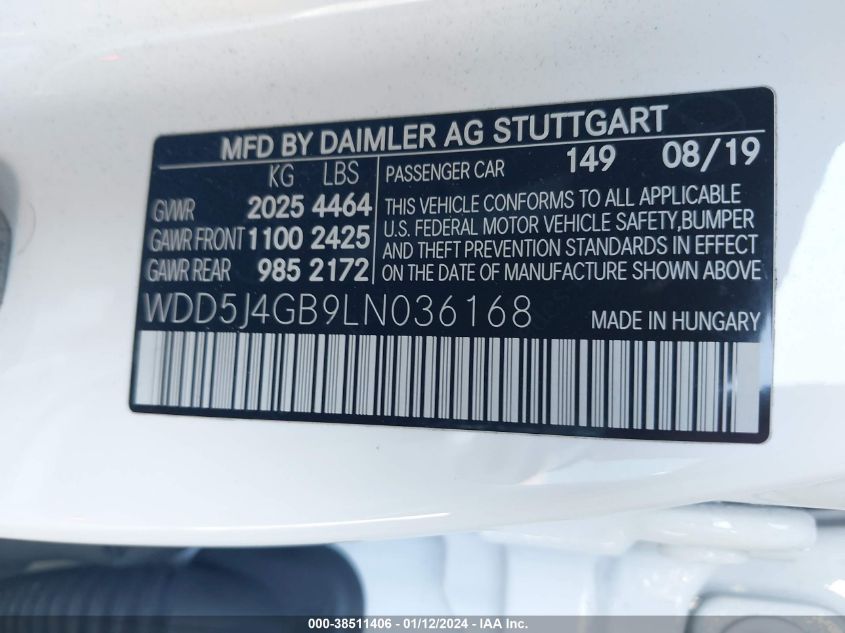 MFD BY DAIMLER AG STUTTGART
KG LBS PASSENGER CAR 149 08/19
GVWR 2025 4464 THIS VEHICLE CONFORMS TO ALL APPLICABLE
U.S. FEDERAL MOTOR VEHICLE SAFETY,BUMPER
GAWR FRONT 1100 2425 AND THEFT PREVENTION STANDARDS IN EFFECT
GAWR REAR 985 2172 ON THE DATE OF MANUFACTURE SHOWN ABOVE
WDD5J4GB9LN036168 MADE IN HUNGARY
000-38511406 - 01/12/2024 - IAA Inc.